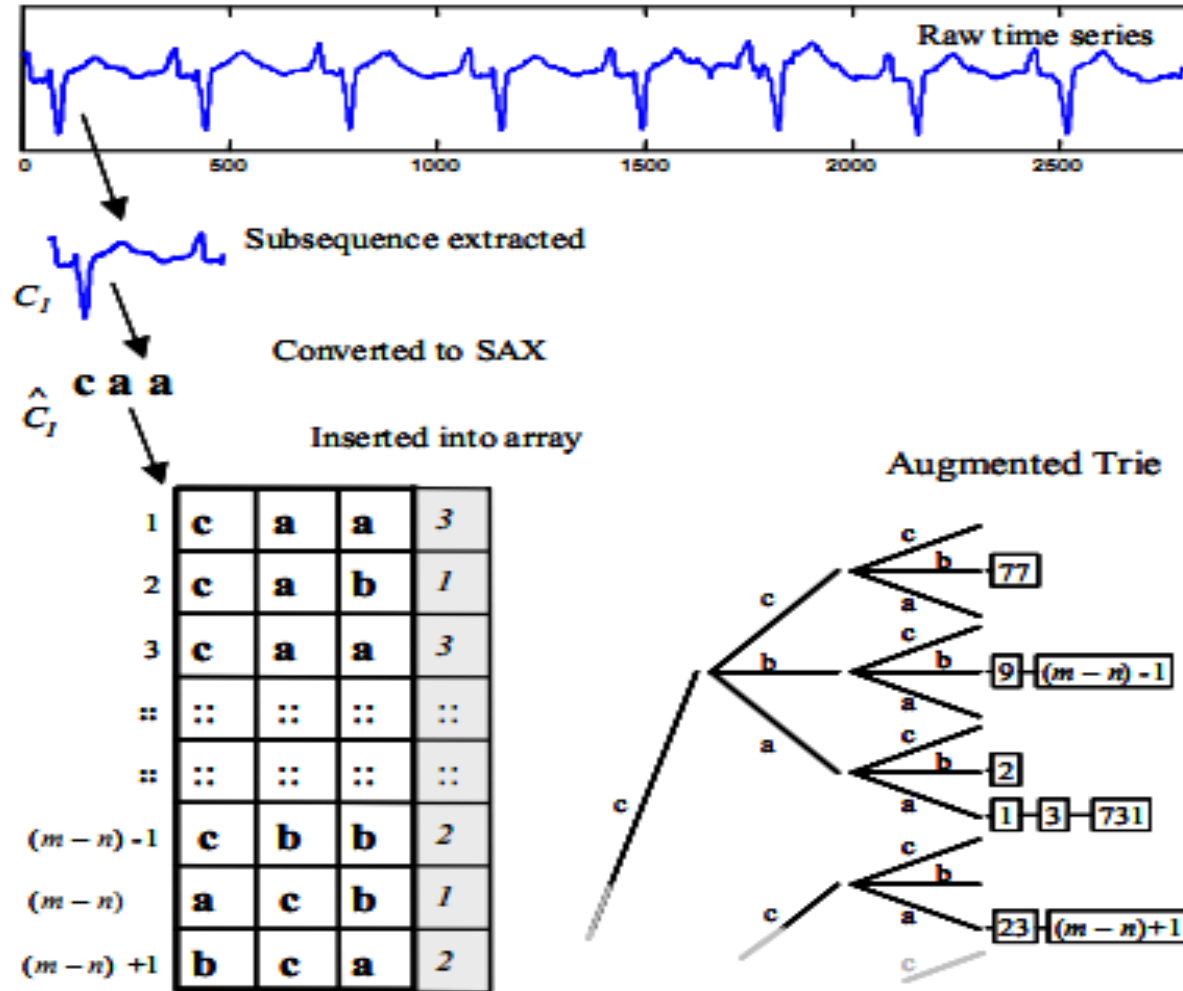 Raw time series
0 500 1000 1500 2000 2500
Subsequence extracted
C₁
Converted to SAX
c a a
Ĉ₁
Inserted into array
1 c a a 3
2 c a b 1
3 c a a 3
:: :: :: :: ::
:: :: :: :: ::
(m – n) -1 c b b 2
(m – n) a c b 1
(m – n) +1 b c a 2
Augmented Trie
c
b
77
c
a
c
b
b
9 (m – n) -1
a
c
a
b
2
c
a
1 3 731
c
b
c
a
23 (m – n)+1
c